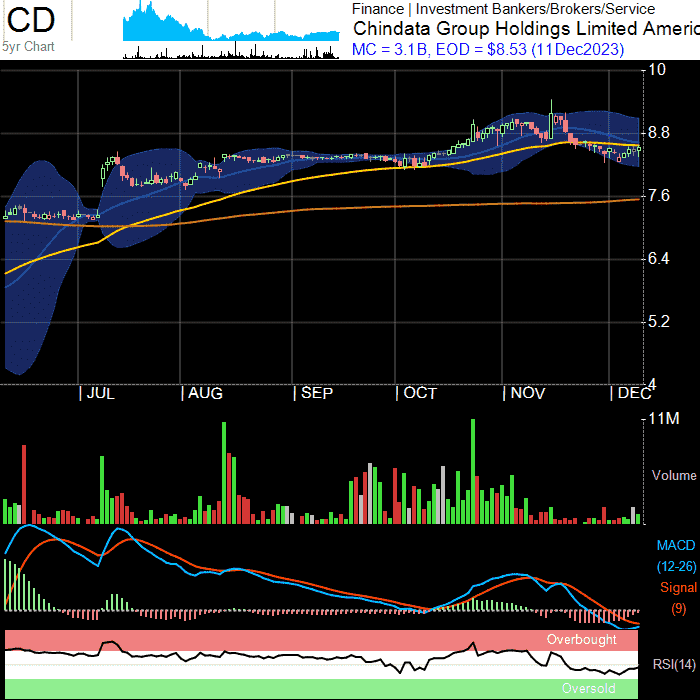 CD
5yr Chart
Finance | Investment Bankers/Brokers/Service
Chindata Group Holdings Limited Americ
MC = 3.1B, EOD = $8.53 (11Dec2023)
10
8.8
7.6
6.4
5.2
4
| JUL | AUG | SEP | OCT | NOV | DEC
11M
Volume
MACD
(12-26)
Signal
(9)
Overbought
RSI(14)
Oversold